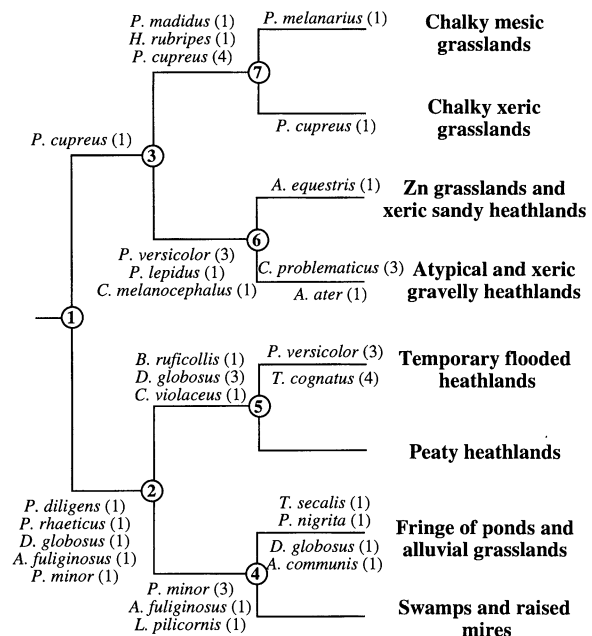 P. madidus (1)
H. rubripes (1)
P. cupreus (4)
P. melanarius (1)
Chalky mesic
grasslands
7
P. cupreus (1)
Chalky xeric
grasslands
P. cupreus (1)
3
A. equestris (1)
Zn grasslands and
xeric sandy heathlands
6
P. versicolor (3)
P. lepidus (1)
C. melanocephalus (1)
C. problematicus (3)
A. ater (1)
Atypical and xeric
gravelly heathlands
1
B. ruficollis (1)
D. globosus (3)
C. violaceus (1)
P. versicolor (3)
T. cognatus (4)
Temporary flooded
heathlands
5
Peaty heathlands
2
P. diligens (1)
P. rhaeticus (1)
D. globosus (1)
A. fuliginosus (1)
P. minor (1)
T. secalis (1)
P. nigrita (1)
D. globosus (1)
A. communis (1)
Fringe of ponds and
alluvial grasslands
4
P. minor (3)
A. fuliginosus (1)
L. pilicornis (1)
Swamps and raised
mires